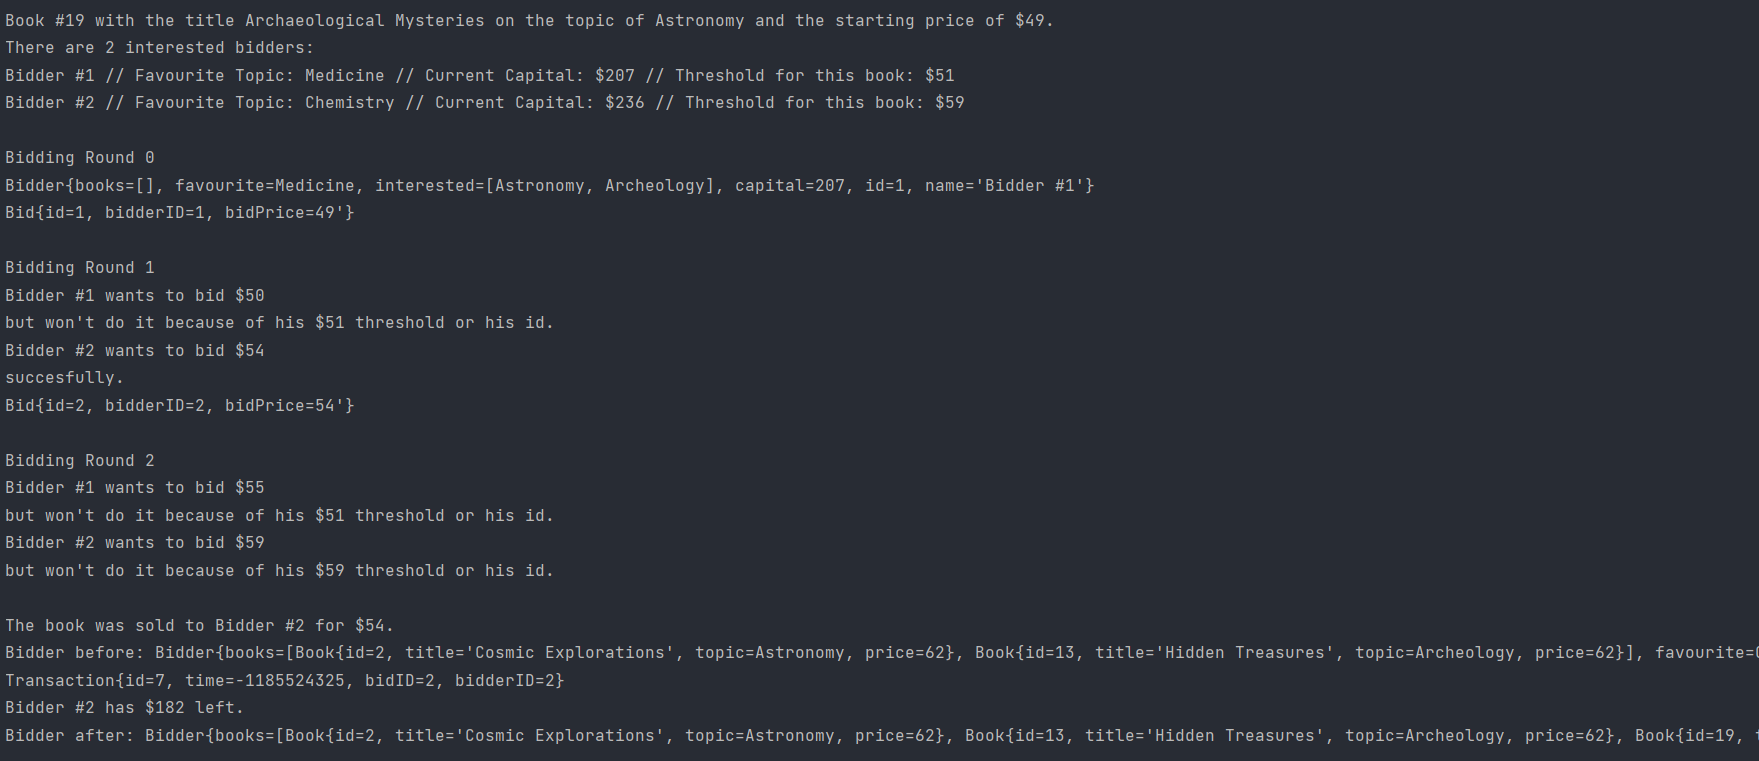 Book #19 with the title Archaeological Mysteries on the topic of Astronomy and the starting price of $49.
There are 2 interested bidders:
Bidder #1 // Favourite Topic: Medicine // Current Capital: $207 // Threshold for this book: $51
Bidder #2 // Favourite Topic: Chemistry // Current Capital: $236 // Threshold for this book: $59
Bidding Round 0
Bidder{books=[], favourite=Medicine, interested=[Astronomy, Archeology], capital=207, id=1, name='Bidder #1'}
Bid{id=1, bidderID=1, bidPrice=49'}
Bidding Round 1
Bidder #1 wants to bid $50
but won't do it because of his $51 threshold or his id.
Bidder #2 wants to bid $54
succesfully.
Bid{id=2, bidderID=2, bidPrice=54'}
Bidding Round 2
Bidder #1 wants to bid $55
but won't do it because of his $51 threshold or his id.
Bidder #2 wants to bid $59
but won't do it because of his $59 threshold or his id.
The book was sold to Bidder #2 for $54.
Bidder before: Bidder{books=[Book{id=2, title='Cosmic Explorations', topic=Astronomy, price=62}, Book{id=13, title='Hidden Treasures', topic=Archeology, price=62}], favourite=
Transaction{id=7, time=-1185524325, bidID=2, bidderID=2}
Bidder #2 has $182 left.
Bidder after: Bidder{books=[Book{id=2, title='Cosmic Explorations', topic=Astronomy, price=62}, Book{id=13, title='Hidden Treasures', topic=Archeology, price=62}, Book{id=19,